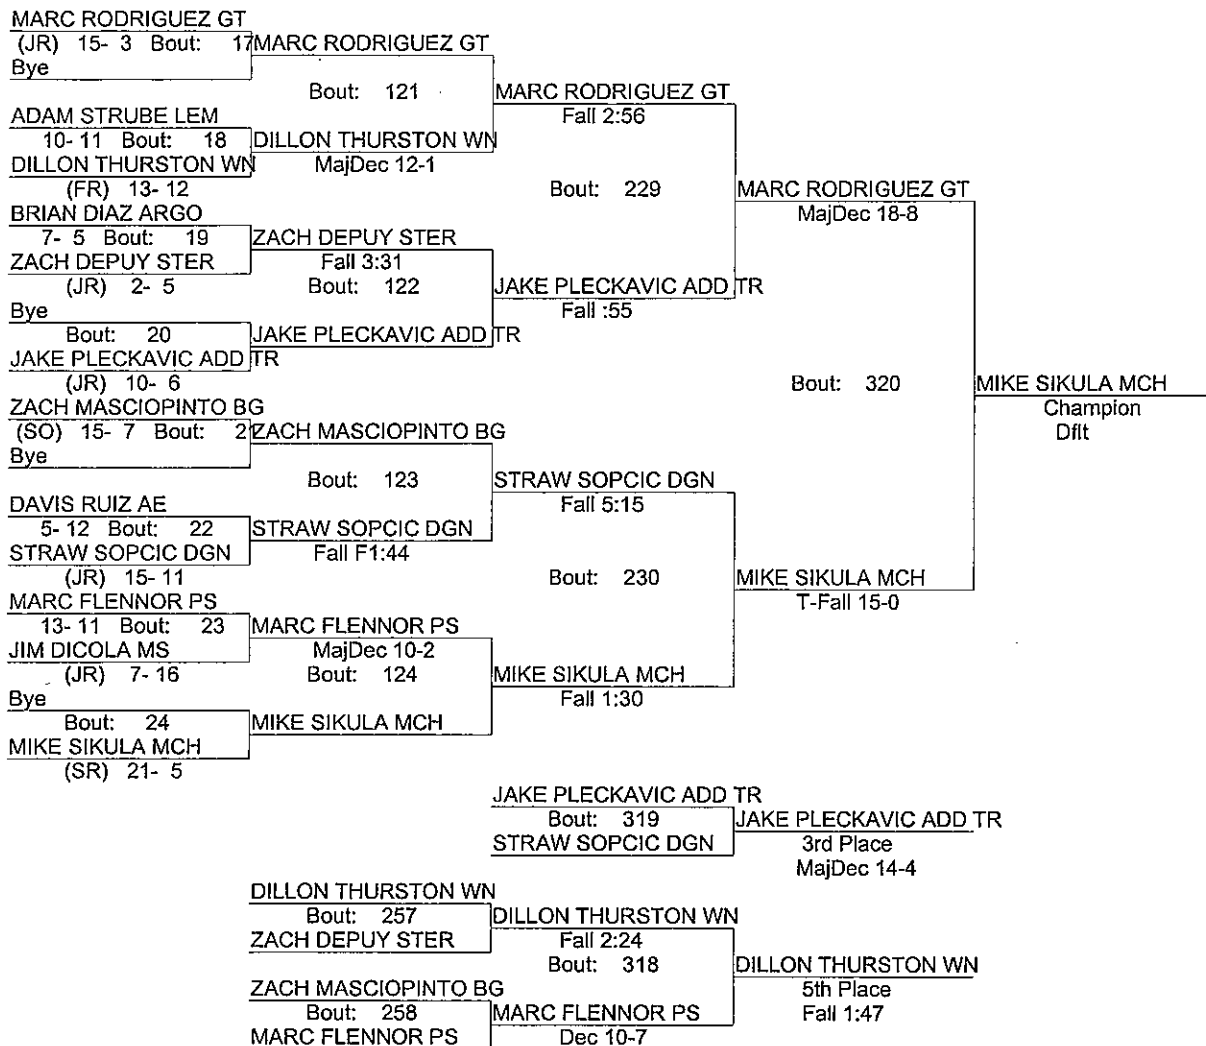 MARC RODRIGUEZ GT
(JR) 15- 3 Bout: 17
Bye
MARC RODRIGUEZ GT
Bout: 121
ADAM STRUBE LEM
10- 11 Bout: 18
DILLON THURSTON WN
(FR) 13- 12
DILLON THURSTON WN
MajDec 12-1
MARC RODRIGUEZ GT
Fall 2:56
Bout: 229
BRIAN DIAZ ARGO
7- 5 Bout: 19
ZACH DEPUY STER
(JR) 2- 5
ZACH DEPUY STER
Fall 3:31
Bout: 122
Bye
Bout: 20
JAKE PLECKAVIC ADD TR
(JR) 10- 6
JAKE PLECKAVIC ADD TR
JAKE PLECKAVIC ADD TR
Fall :55
MARC RODRIGUEZ GT
MajDec 18-8
Bout: 320
ZACH MASCIOPINTO BG
(SO) 15- 7 Bout: 21
Bye
ZACH MASCIOPINTO BG
Bout: 123
DAVIS RUIZ AE
5- 12 Bout: 22
STRAW SOPCIC DGN
(JR) 15- 11
STRAW SOPCIC DGN
Fall F1:44
STRAW SOPCIC DGN
Fall 5:15
Bout: 230
MARC FLENNOR PS
13- 11 Bout: 23
JIM DICOLA MS
(JR) 7- 16
MARC FLENNOR PS
MajDec 10-2
Bout: 124
Bye
Bout: 24
MIKE SIKULA MCH
(SR) 21- 5
MIKE SIKULA MCH
MIKE SIKULA MCH
Fall 1:30
MIKE SIKULA MCH
T-Fall 15-0
MIKE SIKULA MCH
Champion
Dflt
JAKE PLECKAVIC ADD TR
Bout: 319
STRAW SOPCIC DGN
JAKE PLECKAVIC ADD TR
3rd Place
MajDec 14-4
DILLON THURSTON WN
Bout: 257
ZACH DEPUY STER
DILLON THURSTON WN
Fall 2:24
Bout: 318
ZACH MASCIOPINTO BG
Bout: 258
MARC FLENNOR PS
MARC FLENNOR PS
Dec 10-7
DILLON THURSTON WN
5th Place
Fall 1:47